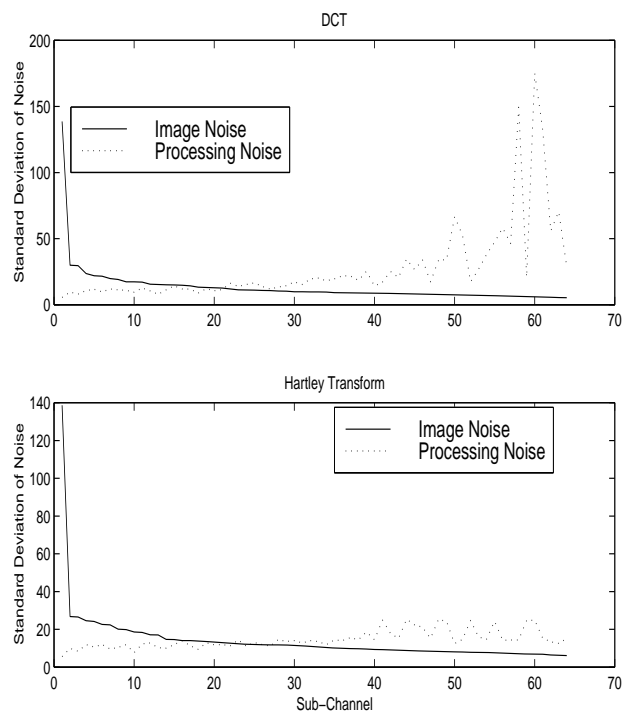 DCT
200
150
100
50
0
Standard Deviation of Noise
Image Noise
Processing Noise
0 10 20 30 40 50 60 70
Hartley Transform
140
120
100
80
60
40
20
0
Standard Deviation of Noise
Image Noise
Processing Noise
0 10 20 30 40 50 60 70
Sub-Channel